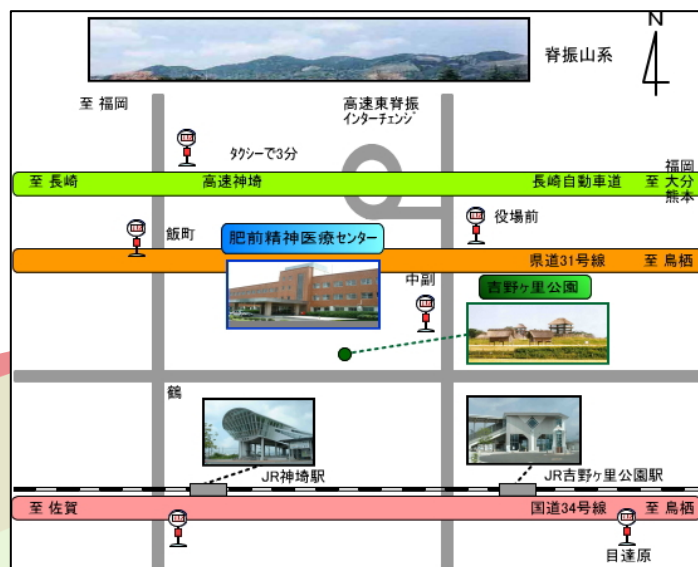 N
脊振山系
至 福岡
高速東脊振
インターチェンジ
タクシーで3分
至 長崎
高速神埼
長崎自動車道
至
福岡
大分
熊本
役場前
飯町
肥前精神医療センター
県道31号線
至 鳥栖
中副
吉野ヶ里公園
鶴
JR神埼駅
JR吉野ヶ里公園駅
至 佐賀
国道34号線
至 鳥栖
目達原